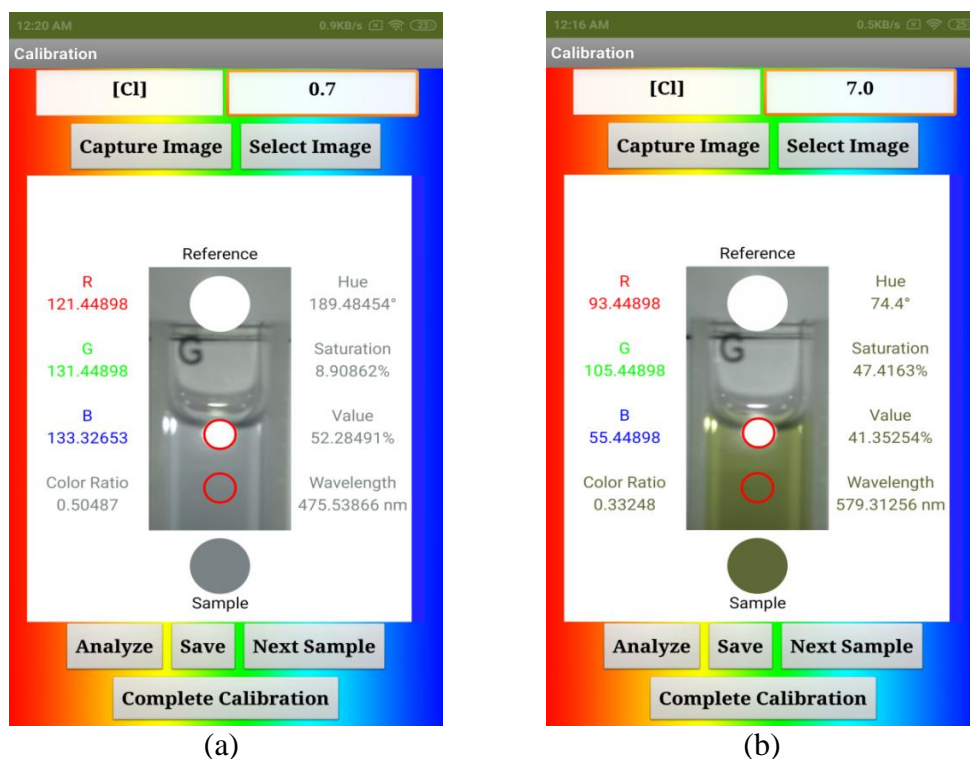 12:20 AM 0.9KB/s 23
Calibration
[Cl] 0.7
Capture Image Select Image
Reference
R Hue
121.44898 189.48454°
G
G Saturation
131.44898 8.90862%
B Value
133.32653 52.28491%
Color Ratio Wavelength
0.50487 475.53866 nm
Sample
Analyze Save Next Sample
Complete Calibration
(a)
12:16 AM 0.5KB/s 25
Calibration
[Cl] 7.0
Capture Image Select Image
Reference
R Hue
93.44898 74.4°
G
G Saturation
105.44898 47.4163%
B Value
55.44898 41.35254%
Color Ratio Wavelength
0.33248 579.31256 nm
Sample
Analyze Save Next Sample
Complete Calibration
(b)